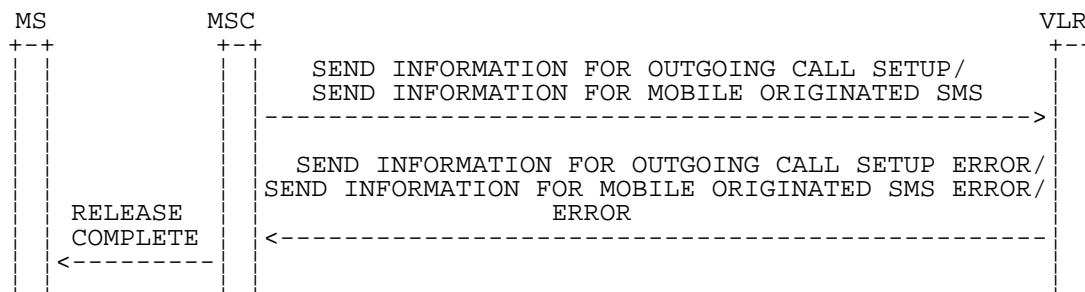 MS MSC VLR
SEND INFORMATION FOR OUTGOING CALL SETUP/
SEND INFORMATION FOR MOBILE ORIGINATED SMS
SEND INFORMATION FOR OUTGOING CALL SETUP ERROR/
SEND INFORMATION FOR MOBILE ORIGINATED SMS ERROR/
RELEASE ERROR
COMPLETE